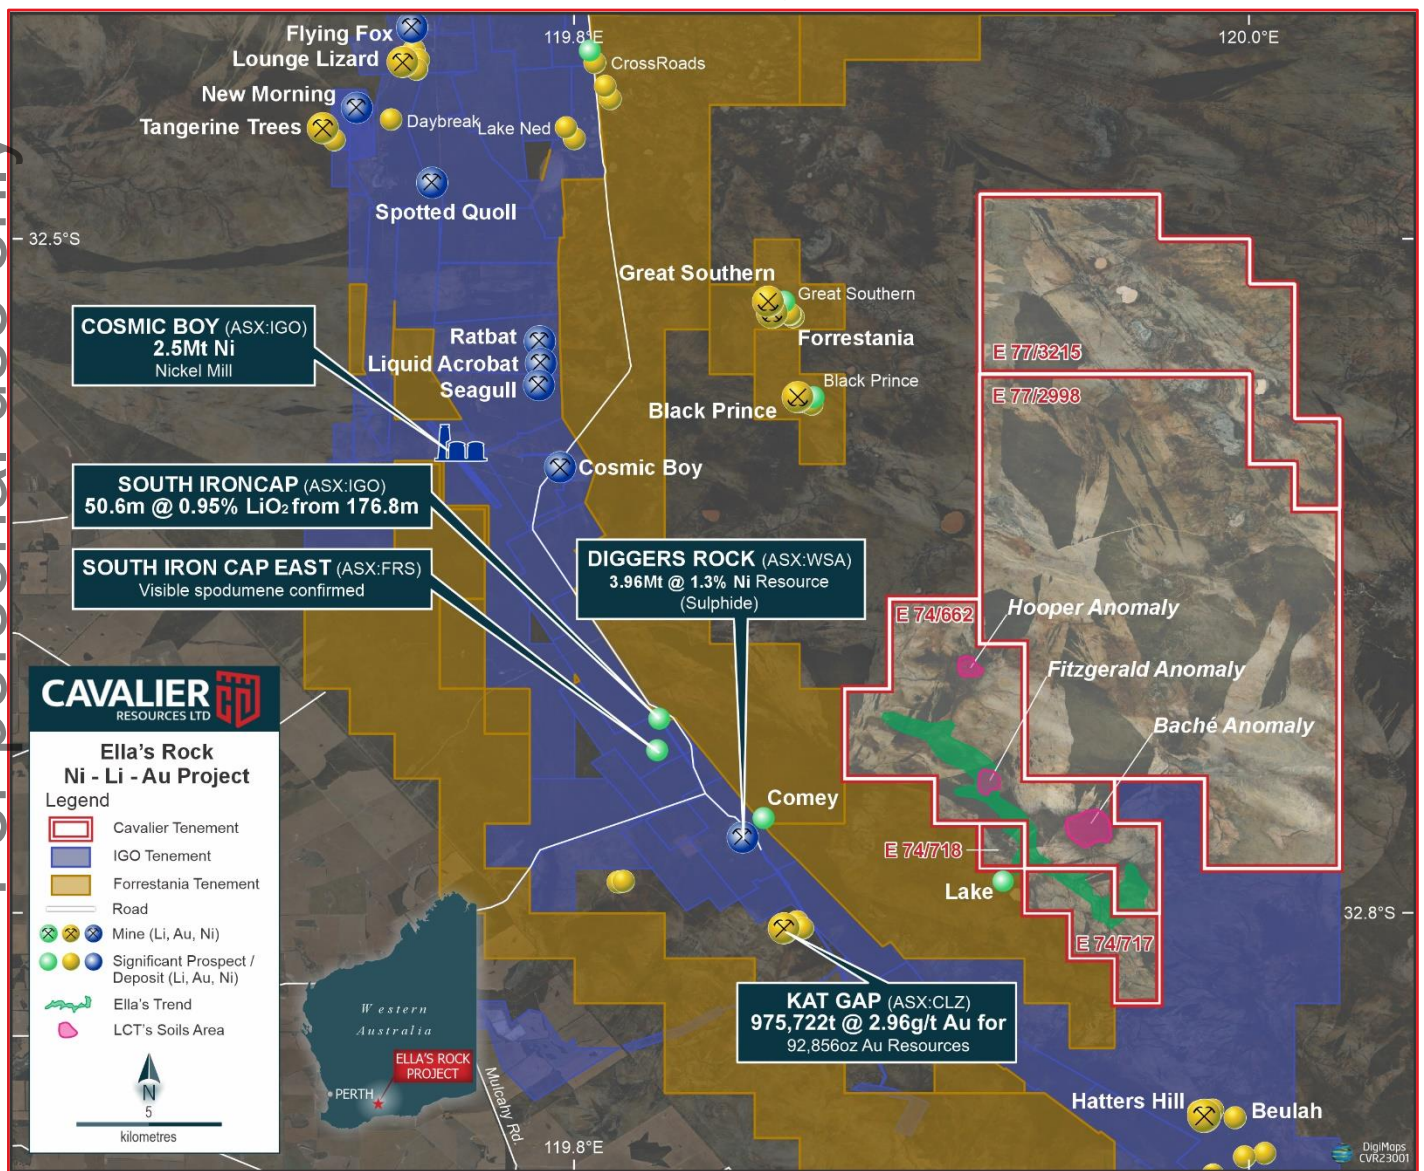 Flying Fox
119.8°E
120.0°E
Lounge Lizard
CrossRoads
New Morning
Tangerine Trees
Daybreak
Lake Ned
Spotted Quoll
32.5°S
Great Southern
Great Southern
Forrestania
COSMIC BOY (ASX:IGO)
2.5Mt Ni
Nickel Mill
Ratbat
Liquid Acrobat
Seagull
E 77/3215
E 77/2998
Black Prince
Black Prince
Cosmic Boy
SOUTH IRONCAP (ASX:IGO)
50.6m @ 0.95% LiO₂ from 176.8m
SOUTH IRON CAP EAST (ASX:FRS)
Visible spodumene confirmed
DIGGERS ROCK (ASX:WSA)
3.96Mt @ 1.3% Ni Resource
(Sulphide)
E 74/662
Hooper Anomaly
Fitzgerald Anomaly
Baché Anomaly
Comey
E 74/718
Lake
32.8°S
E 74/717
KAT GAP (ASX:CLZ)
975,722t @ 2.96g/t Au for
92,856oz Au Resources
Hatters Hill
Beulah
119.8°E
Mulcahy Rd.
CAVALIER
RESOURCES LTD
Ella's Rock
Ni - Li - Au Project
Legend
Cavalier Tenement
IGO Tenement
Forrestania Tenement
Road
Mine (Li, Au, Ni)
Significant Prospect /
Deposit (Li, Au, Ni)
Ella's Trend
LCT's Soils Area
N
5
kilometres
Western
Australia
ELLA'S ROCK
PROJECT
PERTH
DigiMaps
CVR23001